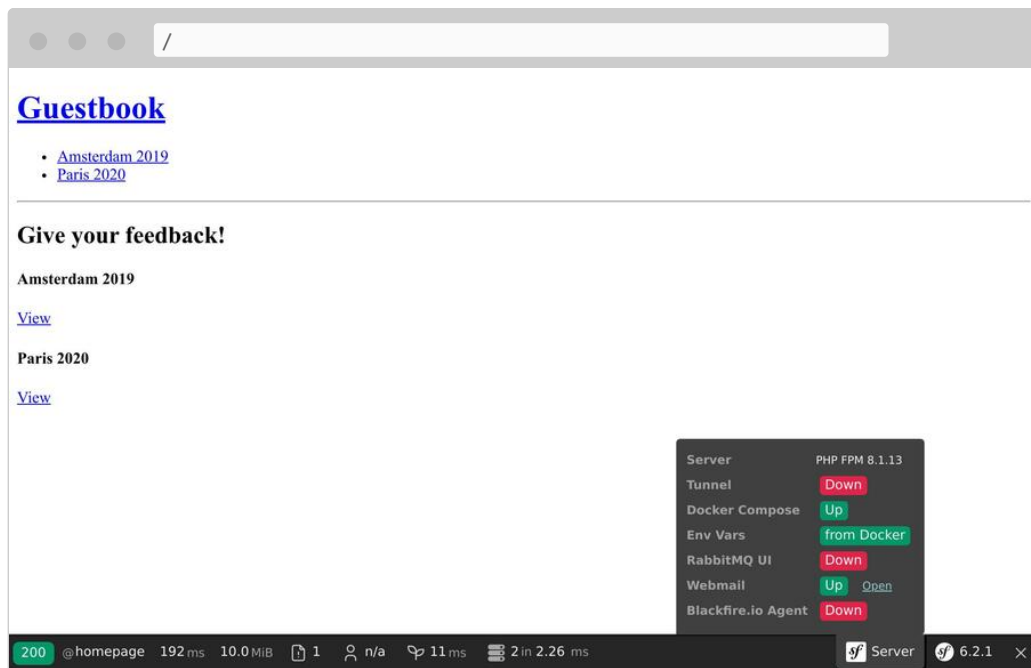 /
Guestbook
Amsterdam 2019
Paris 2020
Give your feedback!
Amsterdam 2019
View
Paris 2020
View
Server PHP FPM 8.1.13
Tunnel Down
Docker Compose Up
Env Vars from Docker
RabbitMQ UI Down
Webmail Up Open
Blackfire.io Agent Down
200 @homepage 192 ms 10.0 MiB 1 n/a 11 ms 2 in 2.26 ms sf Server sf 6.2.1 ×